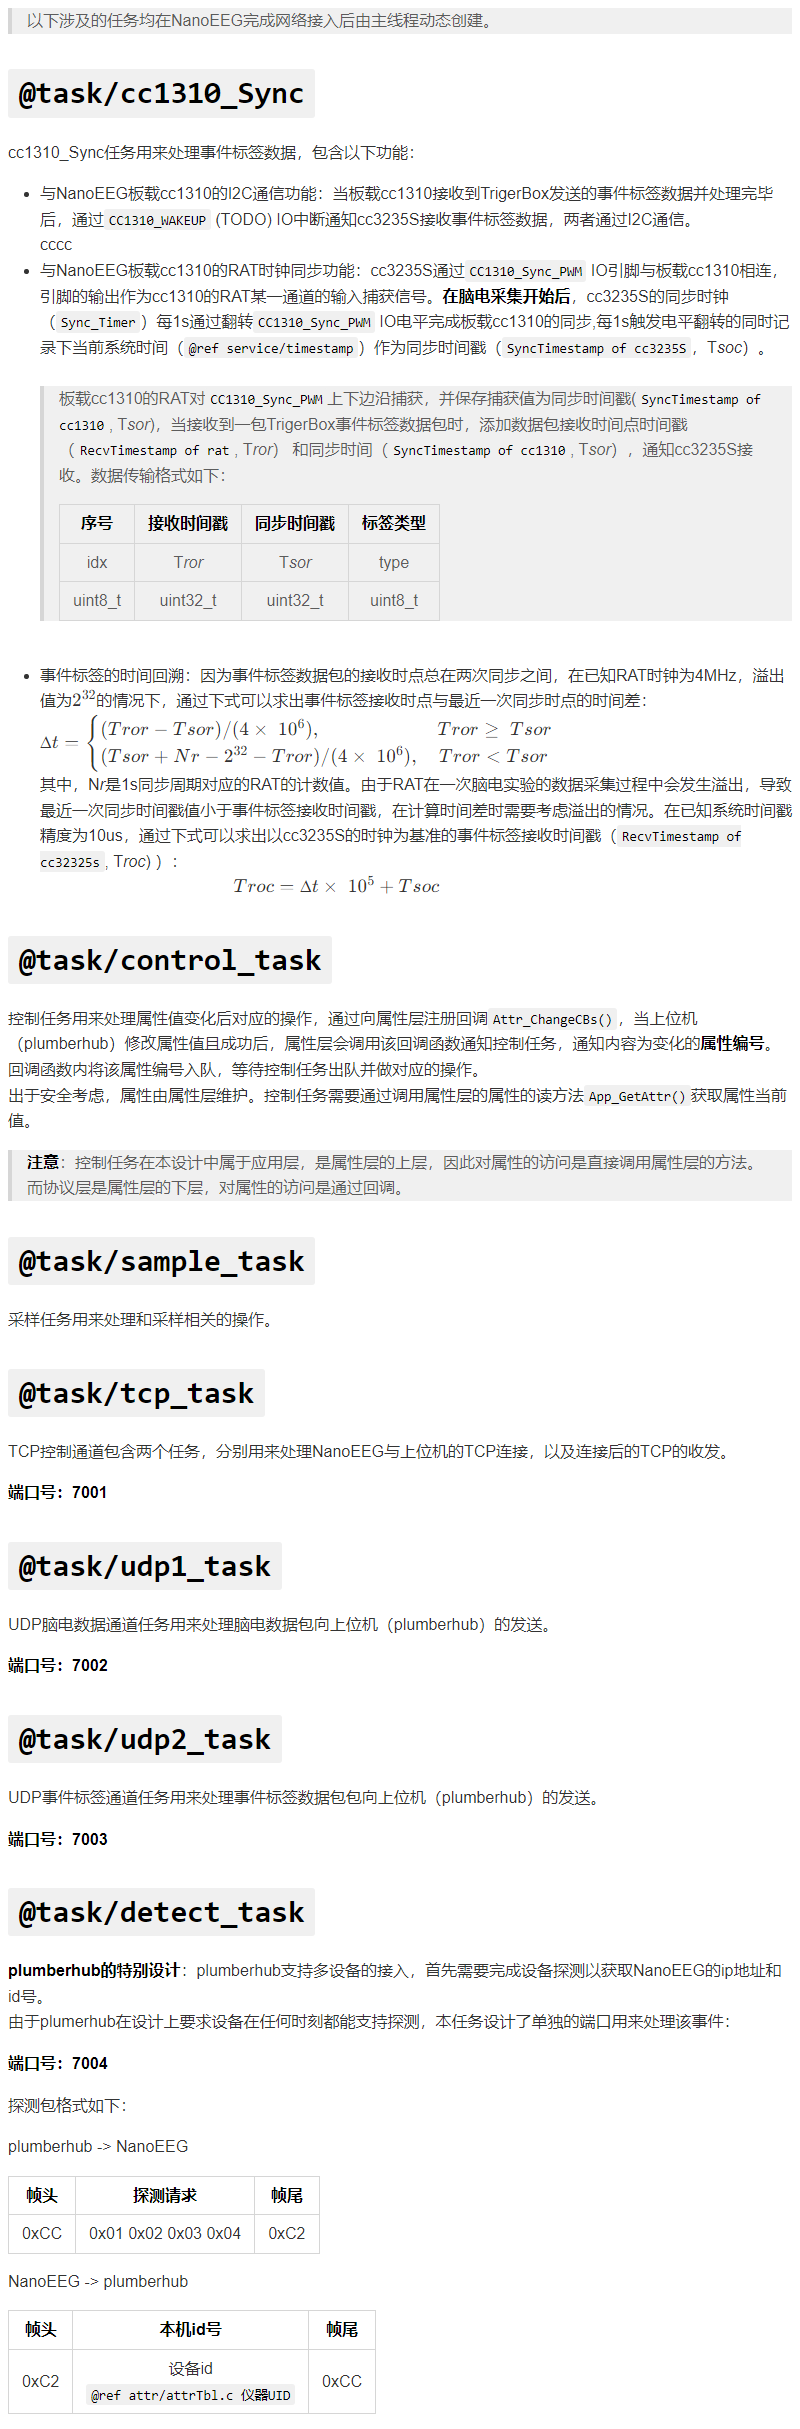 以下涉及的任务均在NanoEEG完成网络接入后由主线程动态创建。
@task/cc1310_Sync
cc1310_Sync任务用来处理事件标签数据，包含以下功能：
与NanoEEG板载cc1310的I2C通信功能：当板载cc1310接收到TrigerBox发送的事件标签数据并处理完毕
后，通过 CC1310_WAKEUP (TODO) IO中断通知cc3235S接收事件标签数据，两者通过I2C通信。
cccc
与NanoEEG板载cc1310的RAT时钟同步功能：cc3235S通过 CC1310_Sync_PWM IO引脚与板载cc1310相连，
引脚的输出作为cc1310的RAT某一通道的输入捕获信号。在脑电采集开始后，cc3235S的同步时钟
（ Sync_Timer ）每1s通过翻转 CC1310_Sync_PWM IO电平完成板载cc1310的同步,每1s触发电平翻转的同时记
录下当前系统时间（ @ref service/timestamp ）作为同步时间戳（ SyncTimestamp of cc3235S ，Tsoc）。
板载cc1310的RAT对 CC1310_Sync_PWM 上下边沿捕获，并保存捕获值为同步时间戳( SyncTimestamp of
cc1310 , Tsor)，当接收到一包TrigerBox事件标签数据包时，添加数据包接收时间点时间戳
（ RecvTimestamp of rat , Tror） 和同步时间（ SyncTimestamp of cc1310 , Tsor），通知cc3235S接
收。数据传输格式如下：
序号 接收时间戳 同步时间戳 标签类型
idx Tror Tsor type
uint8_t uint32_t uint32_t uint8_t
事件标签的时间回溯：因为事件标签数据包的接收时点总在两次同步之间，在已知RAT时钟为4MHz，溢出
值为2^32的情况下，通过下式可以求出事件标签接收时点与最近一次同步时点的时间差：
Δt = { (Tror − Tsor)/(4 × 10^6), Tror ≥ Tsor
(Tsor + Nr − 2^32 − Tror)/(4 × 10^6), Tror < Tsor
其中，Nr是1s同步周期对应的RAT的计数值。由于RAT在一次脑电实验的数据采集过程中会发生溢出，导致
最近一次同步时间戳值小于事件标签接收时间戳，在计算时间差时需要考虑溢出的情况。在已知系统时间戳
精度为10us，通过下式可以求出以cc3235S的时钟为基准的事件标签接收时间戳（ RecvTimestamp of
cc32325s , Troc) ）：
Troc = Δt × 10^5 + Tsoc
@task/control_task
控制任务用来处理属性值变化后对应的操作，通过向属性层注册回调 Attr_ChangeCBs() ，当上位机
（plumberhub）修改属性值且成功后，属性层会调用该回调函数通知控制任务，通知内容为变化的属性编号。
回调函数内将该属性编号入队，等待控制任务出队并做对应的操作。
出于安全考虑，属性由属性层维护。控制任务需要通过调用属性层的属性的读方法 App_GetAttr() 获取属性当前
值。
注意：控制任务在本设计中属于应用层，是属性层的上层，因此对属性的访问是直接调用属性层的方法。
而协议层是属性层的下层，对属性的访问是通过回调。
@task/sample_task
采样任务用来处理和采样相关的操作。
@task/tcp_task
TCP控制通道包含两个任务，分别用来处理NanoEEG与上位机的TCP连接，以及连接后的TCP的收发。
端口号：7001
@task/udp1_task
UDP脑电数据通道任务用来处理脑电数据包向上位机（plumberhub）的发送。
端口号：7002
@task/udp2_task
UDP事件标签通道任务用来处理事件标签数据包包向上位机（plumberhub）的发送。
端口号：7003
@task/detect_task
plumberhub的特别设计：plumberhub支持多设备的接入，首先需要完成设备探测以获取NanoEEG的ip地址和
id号。
由于plumerhub在设计上要求设备在任何时刻都能支持探测，本任务设计了单独的端口用来处理该事件：
端口号：7004
探测包格式如下：
plumberhub -> NanoEEG
帧头 探测请求 帧尾
0xCC 0x01 0x02 0x03 0x04 0xC2
NanoEEG -> plumberhub
帧头 本机id号 帧尾
0xC2 设备id 0xCC
@ref attr/attrTbl.c 仪器UID